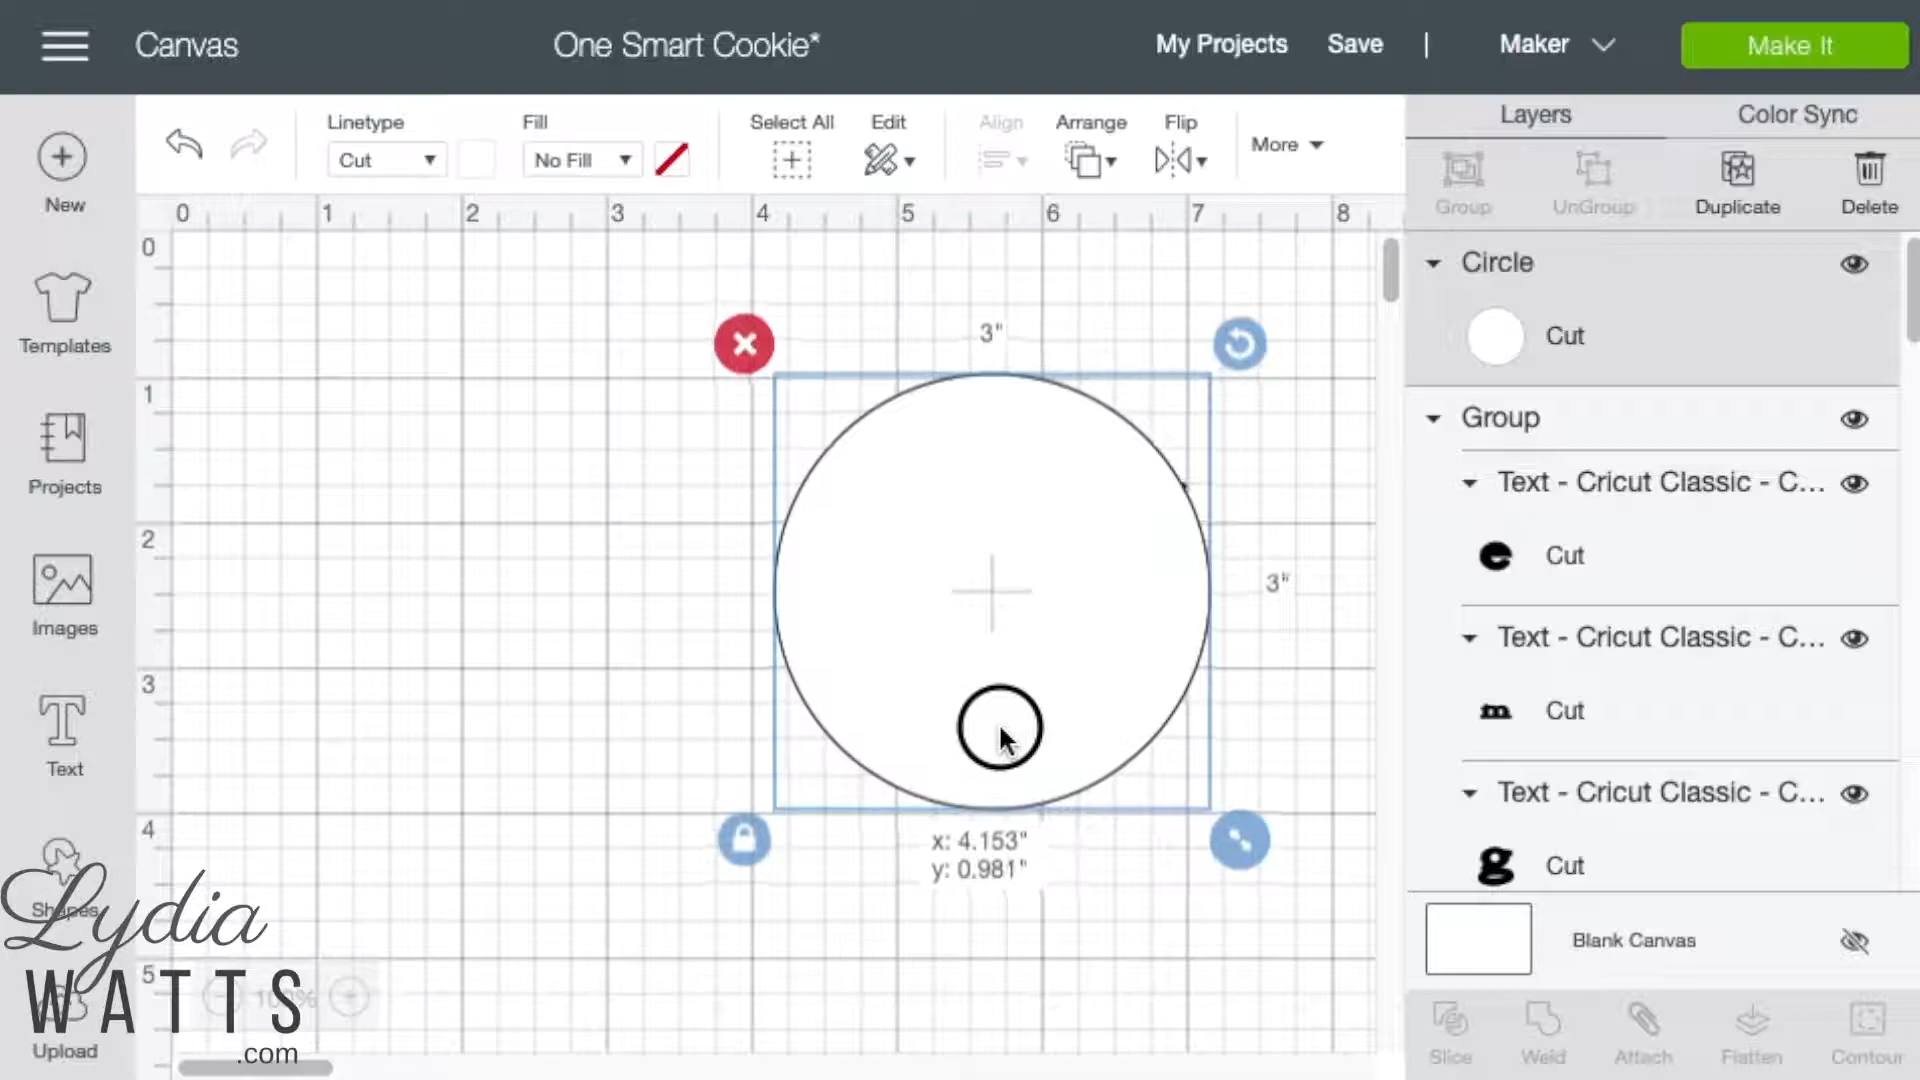 Canvas
One Smart Cookie*
My Projects
Save
|
Maker
Make It
New
Templates
Projects
Images
Text
Shapes
Upload
Linetype
Cut
Fill
No Fill
Select All
Edit
Align
Arrange
Flip
More
0 1 2 3 4 5 6 7 8
0
1
2
3
4
5
3"
3"
x: 4.153"
y: 0.981"
100%
Layers
Color Sync
Group
UnGroup
Duplicate
Delete
Circle
Cut
Group
Text - Cricut Classic - C...
e Cut
Text - Cricut Classic - C...
m Cut
Text - Cricut Classic - C...
g Cut
Blank Canvas
Slice
Weld
Attach
Flatten
Contour
Lydia
WATTS
.com